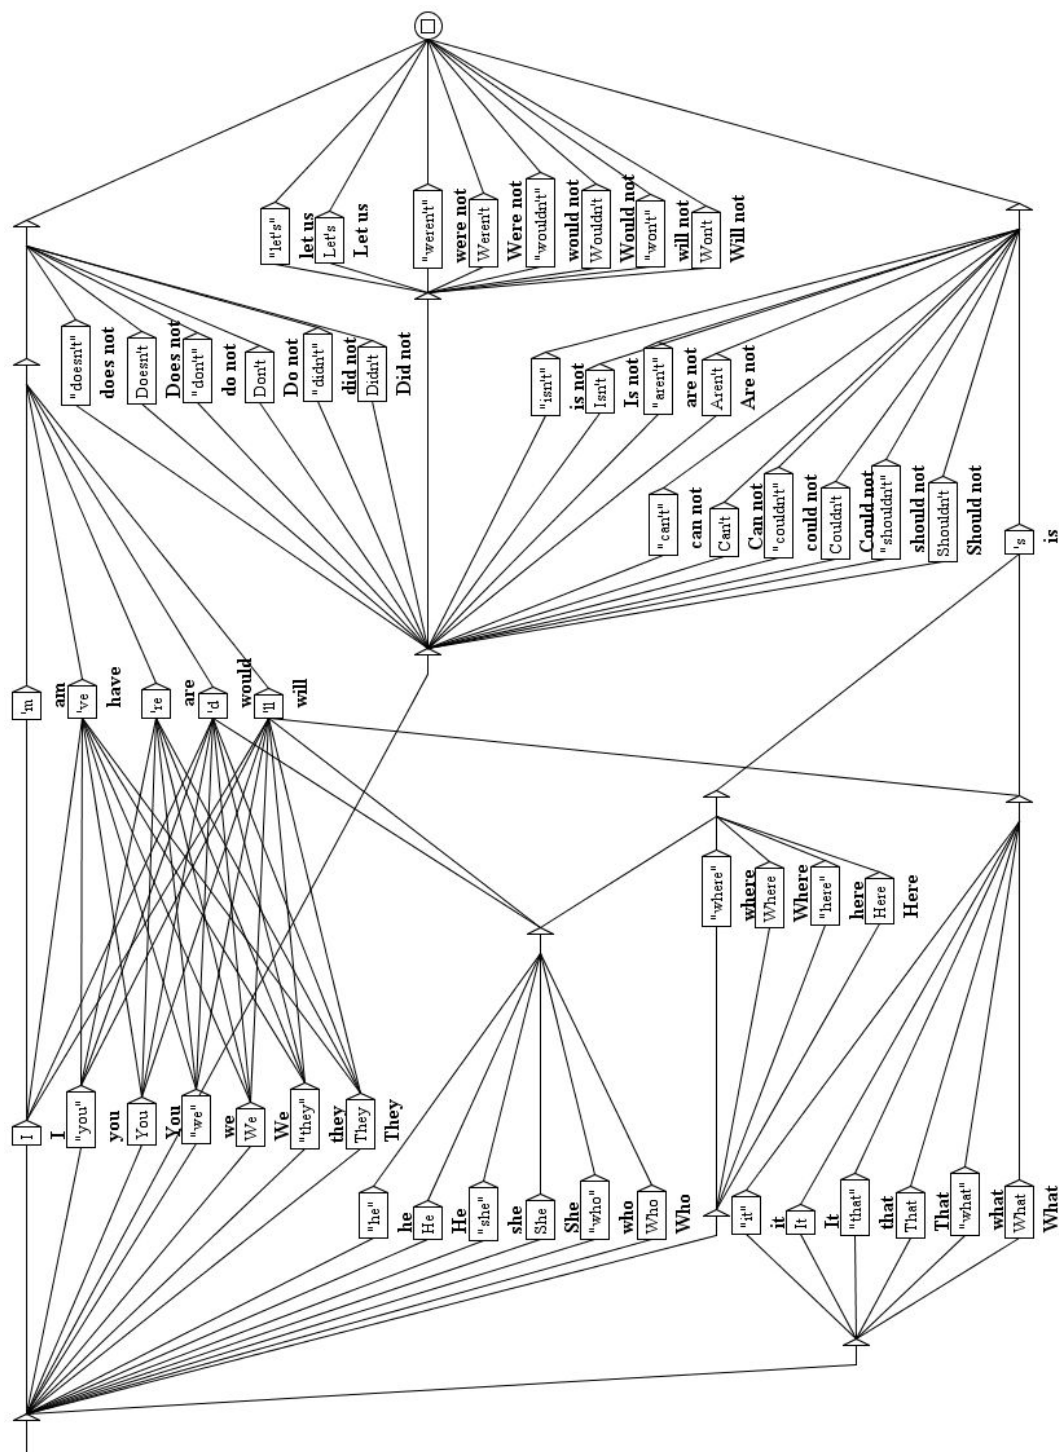 I
I
"you"
you
You
You
"we"
we
We
We
"they"
they
They
They
"he"
he
He
He
"she"
she
She
She
"who"
who
Who
Who
"it"
it
It
It
"that"
that
That
That
"what"
what
What
What
"where"
where
Where
Where
"here"
here
Here
Here
'm
am
've
have
're
are
'd
would
'll
will
's
is
"can't"
can not
Can't
Can not
"couldn't"
could not
Couldn't
Could not
"shouldn't"
should not
Shouldn't
Should not
"doesn't"
does not
Doesn't
Does not
"don't"
do not
Don't
Do not
"didn't"
did not
Didn't
Did not
"isn't"
is not
Isn't
Is not
"aren't"
are not
Aren't
Are not
"let's"
let us
Let's
Let us
"weren't"
were not
Weren't
Were not
"wouldn't"
would not
Wouldn't
Would not
"won't"
will not
Won't
Will not